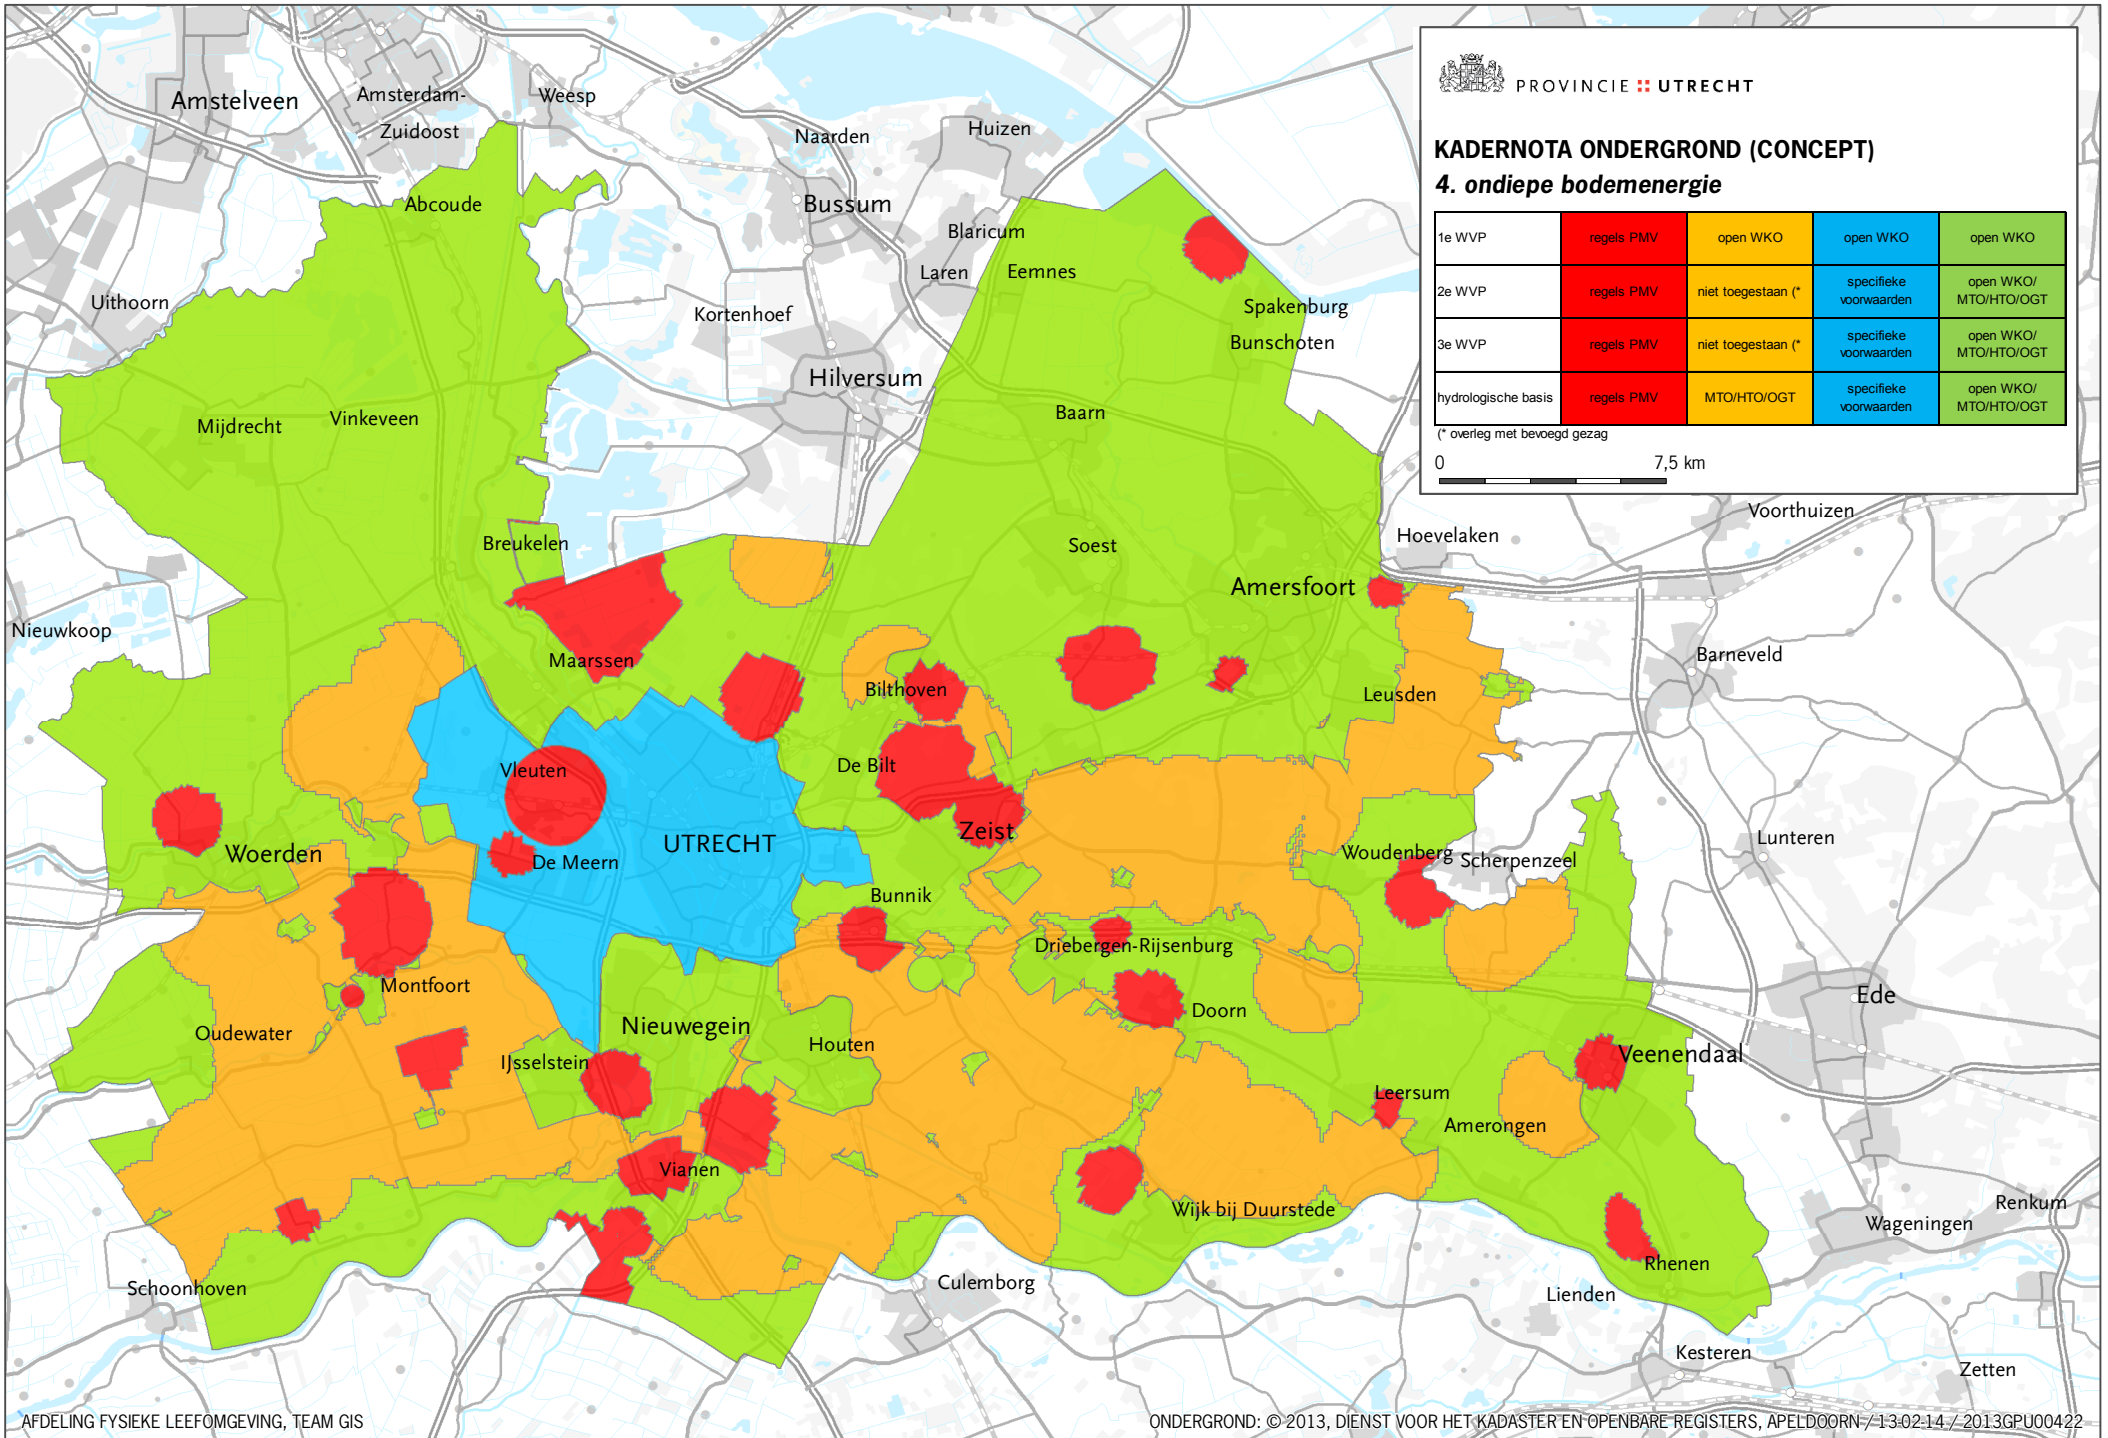 PROVINCIE :: UTRECHT
KADERNOTA ONDERGROND (CONCEPT)
4. ondiepe bodemenergie
1e WVP regels PMV open WKO open WKO open WKO
2e WVP regels PMV niet toegestaan (* specifieke voorwaarden open WKO/ MTO/HTO/OGT
3e WVP regels PMV niet toegestaan (* specifieke voorwaarden open WKO/ MTO/HTO/OGT
hydrologische basis regels PMV MTO/HTO/OGT specifieke voorwaarden open WKO/ MTO/HTO/OGT
(* overleg met bevoegd gezag
0 7,5 km
Amstelveen
Amsterdam-
Zuidoost
Weesp
Naarden
Huizen
Abcoude
Bussum
Blaricum
Laren
Eemnes
Uithoorn
Kortenhoef
Spakenburg
Bunschoten
Hilversum
Mijdrecht
Vinkeveen
Baarn
Breukelen
Soest
Hoevelaken
Voorthuizen
Amersfoort
Nieuwkoop
Maarssen
Bilthoven
Leusden
Barneveld
Vleuten
De Bilt
Woerden
De Meern
UTRECHT
Zeist
Woudenberg
Scherpenzeel
Lunteren
Bunnik
Driebergen-Rijsenburg
Montfoort
Oudewater
Nieuwegein
Houten
Doorn
Ede
IJsselstein
Veenendaal
Leersum
Amerongen
Vianen
Wijk bij Duurstede
Renkum
Wageningen
Rhenen
Schoonhoven
Culemborg
Lienden
Kesteren
Zetten
AFDELING FYSIEKE LEEFOMGEVING, TEAM GIS
ONDERGROND: © 2013, DIENST VOOR HET KADASTER EN OPENBARE REGISTERS, APELDOORN / 13-02-14 / 2013GPU00422